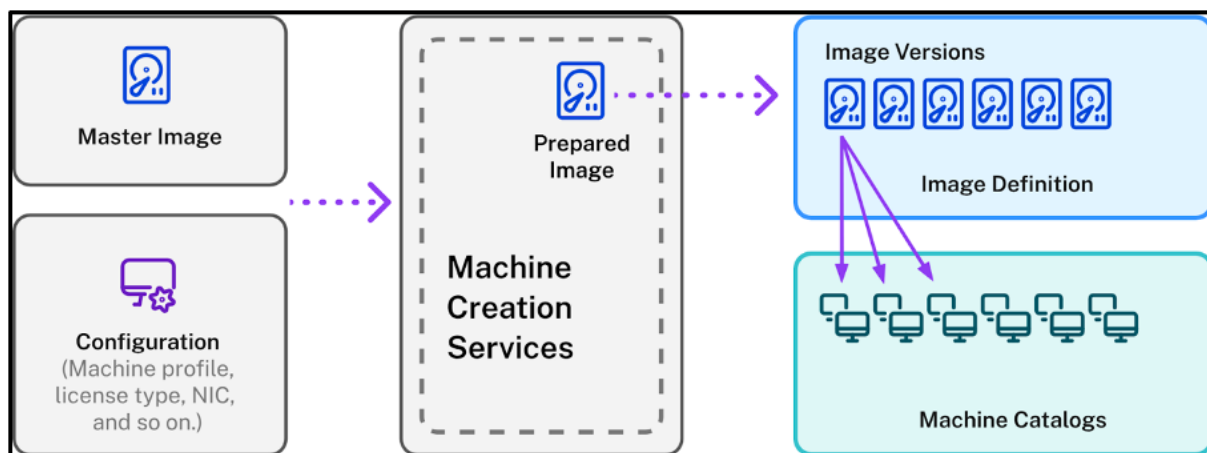 Master Image
Configuration
(Machine profile,
license type, NIC,
and so on.)
Prepared
Image
Machine
Creation
Services
Image Versions
Image Definition
Machine Catalogs